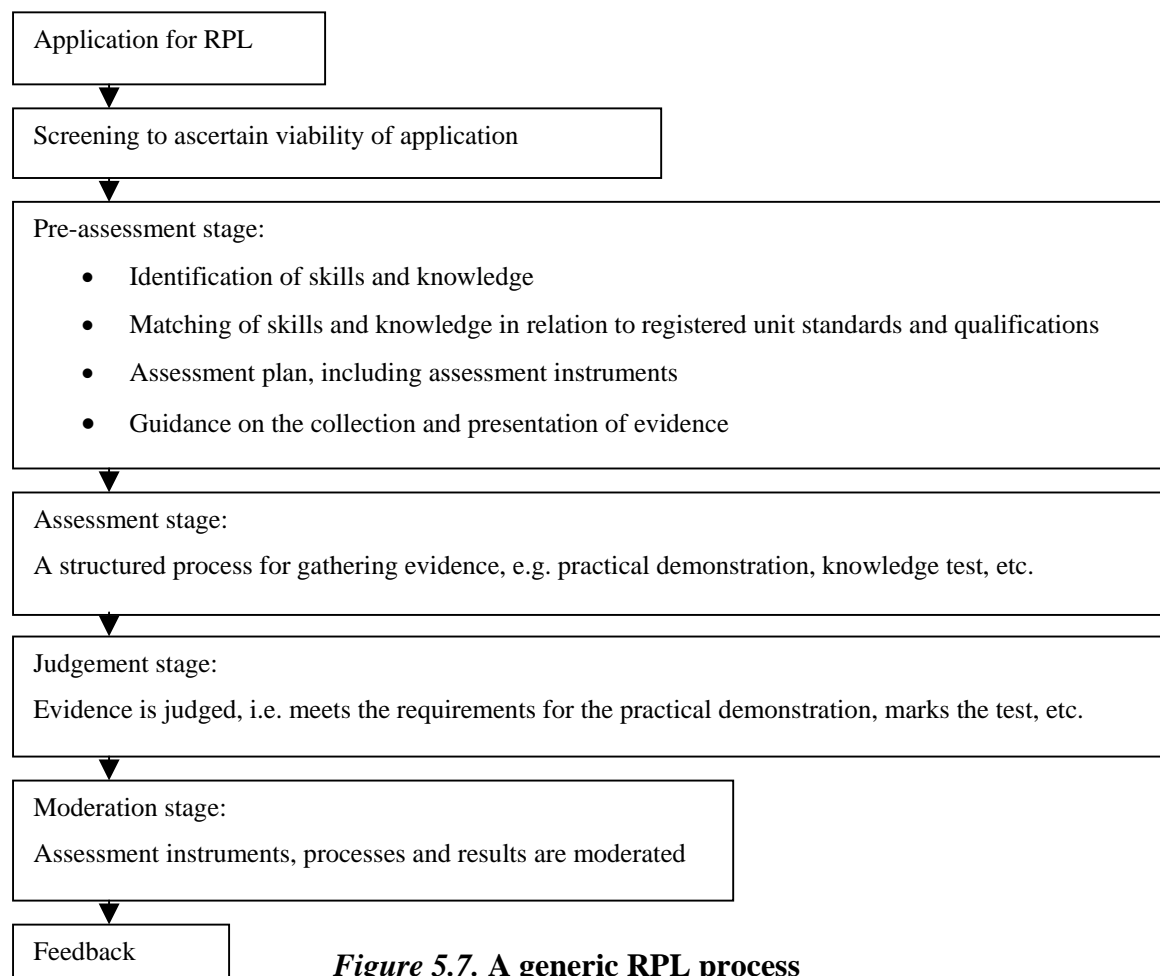 Application for RPL
Screening to ascertain viability of application
Pre-assessment stage:
• Identification of skills and knowledge
• Matching of skills and knowledge in relation to registered unit standards and qualifications
• Assessment plan, including assessment instruments
• Guidance on the collection and presentation of evidence
Assessment stage:
A structured process for gathering evidence, e.g. practical demonstration, knowledge test, etc.
Judgement stage:
Evidence is judged, i.e. meets the requirements for the practical demonstration, marks the test, etc.
Moderation stage:
Assessment instruments, processes and results are moderated
Feedback
Figure 5.7. A generic RPL process